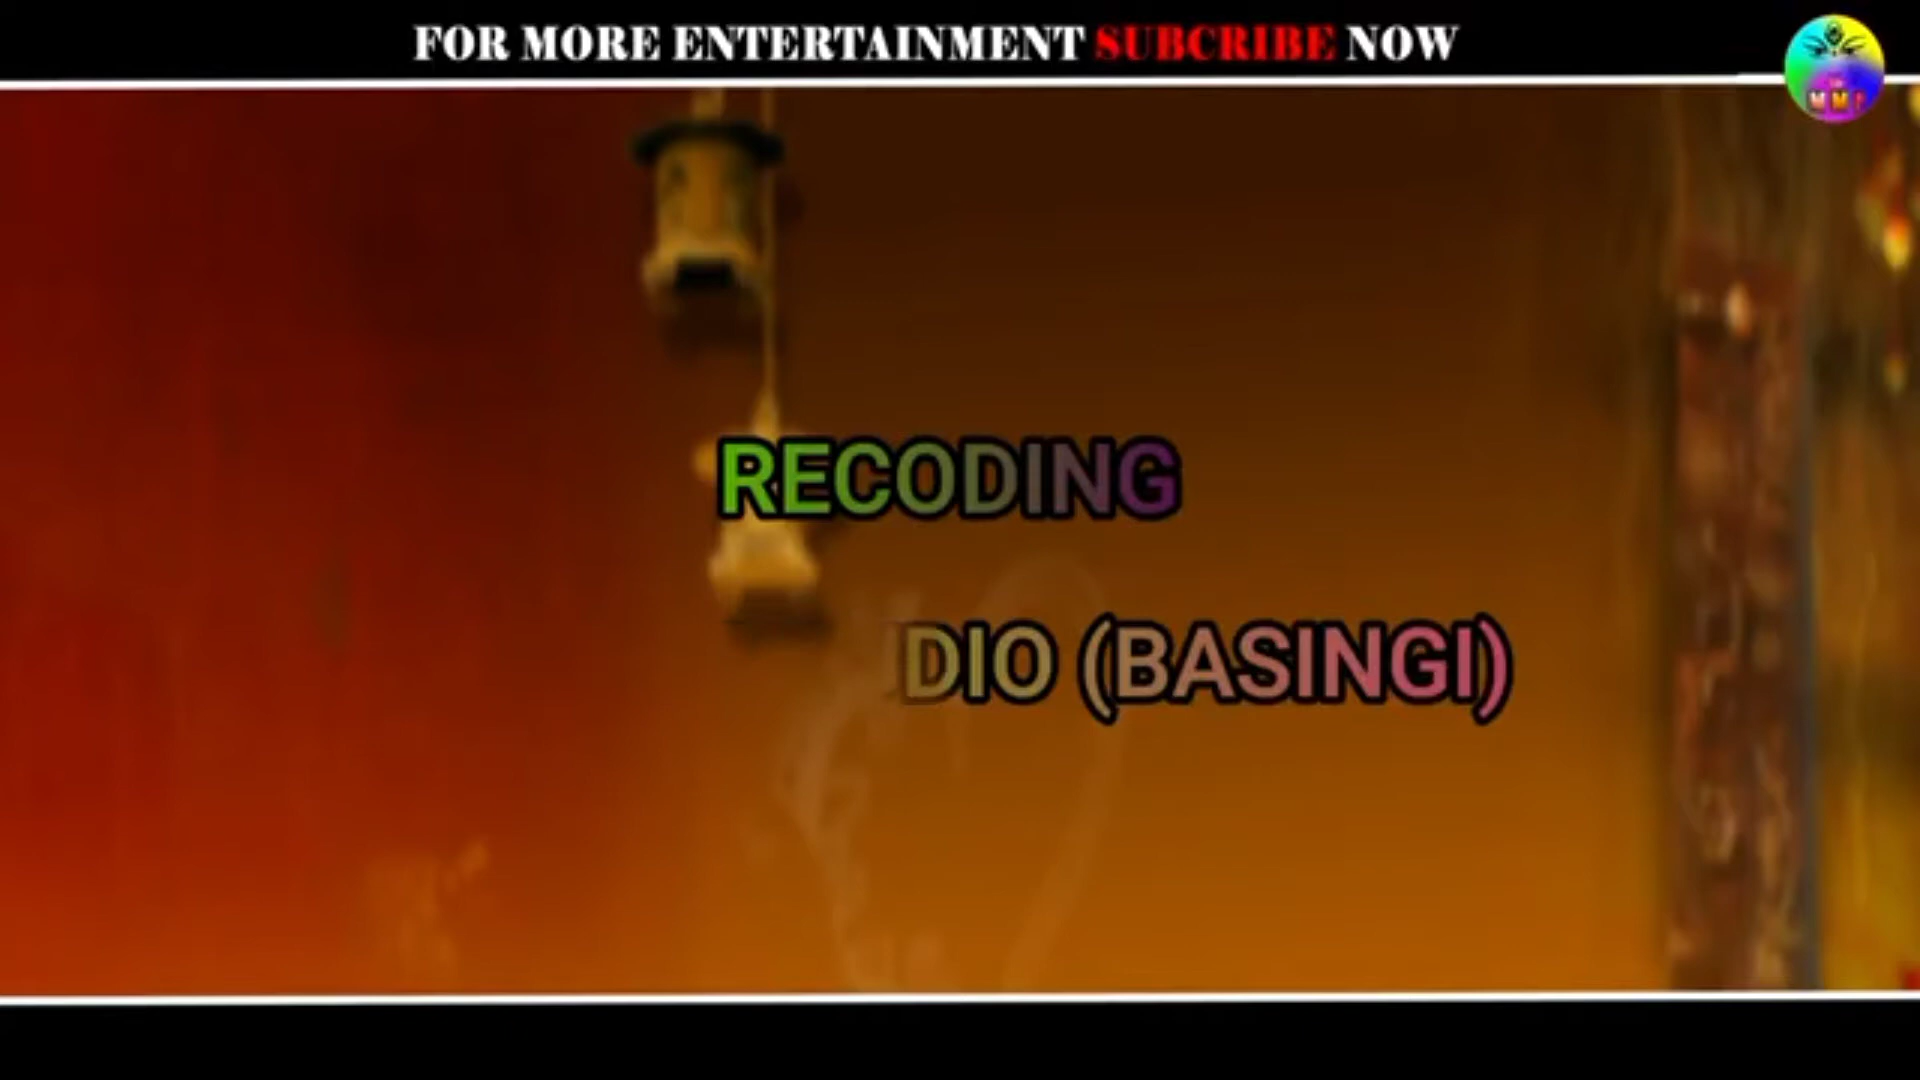 FOR MORE ENTERTAINMENT SUBCRIBE NOW
RECODING
DIO (BASINGI)